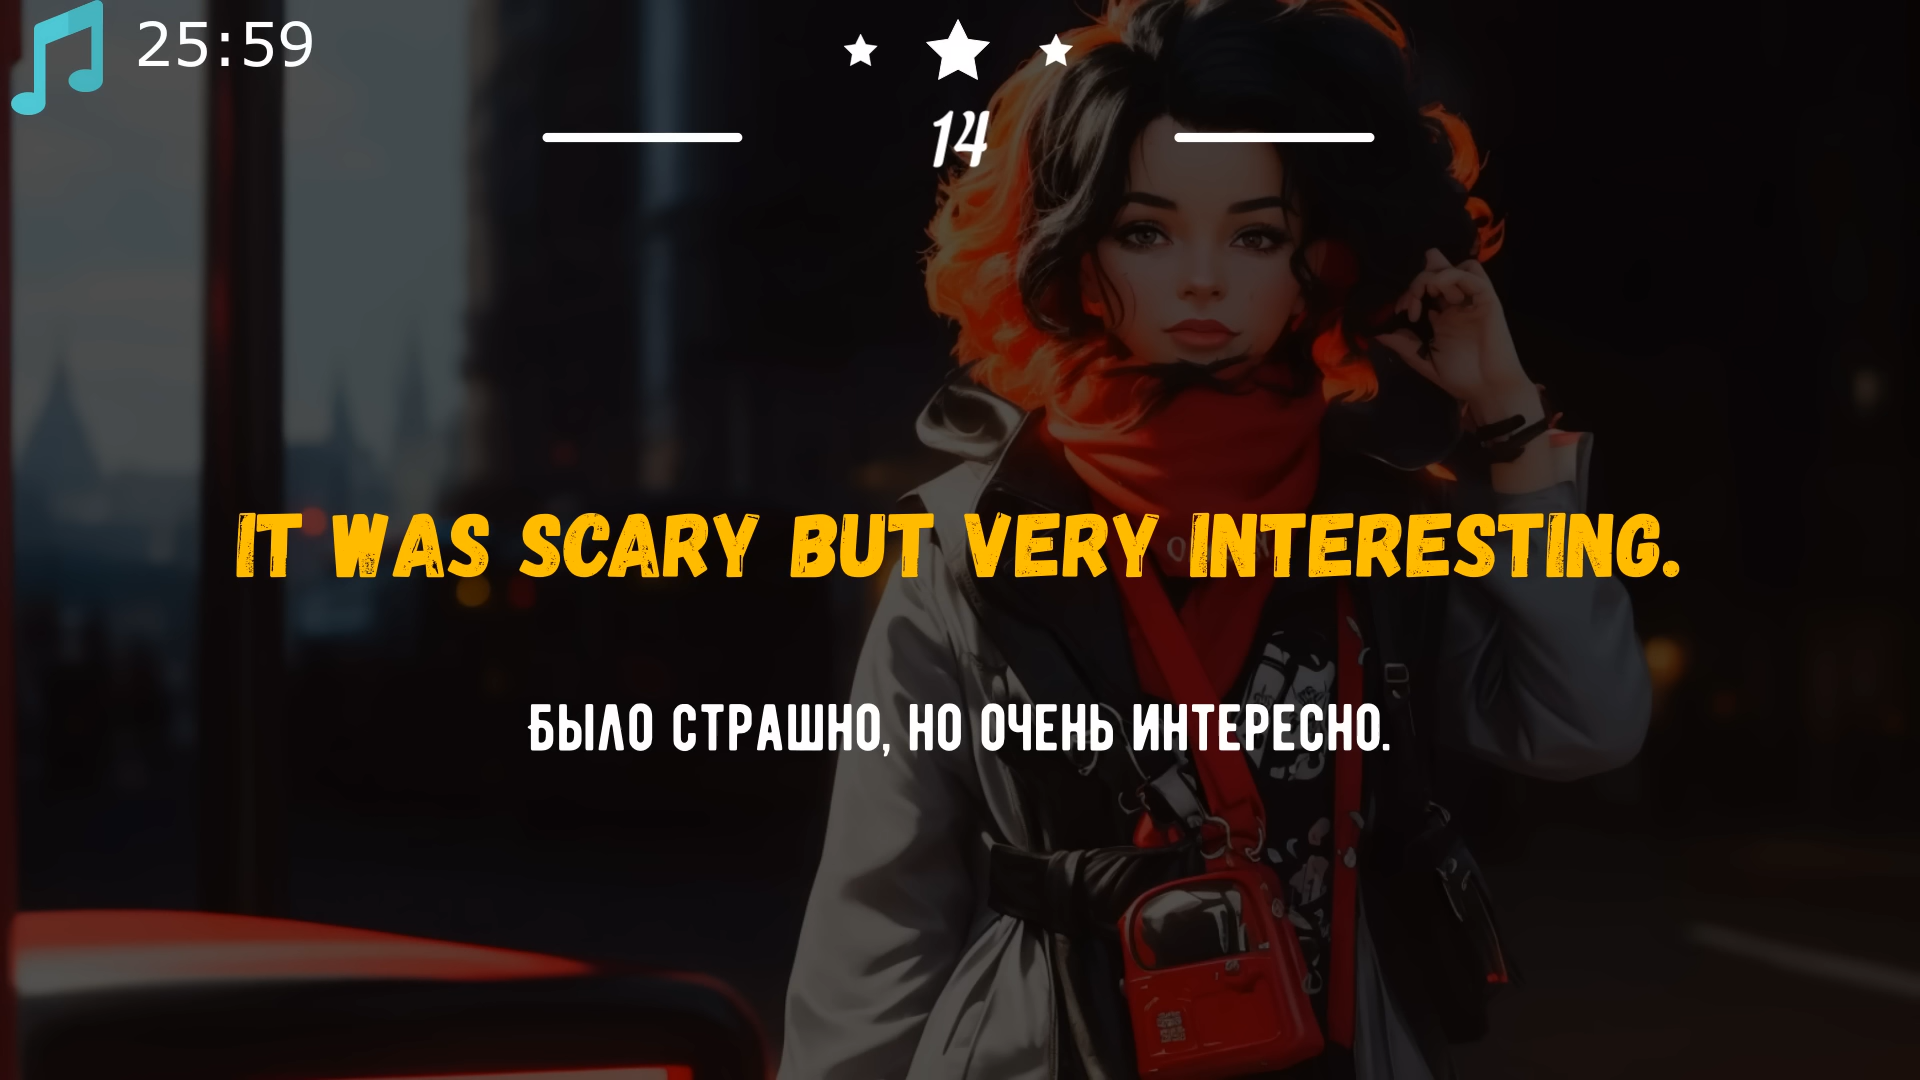 25:59
14
IT WAS SCARY BUT VERY INTERESTING.
БЫЛО СТРАШНО, НО ОЧЕНЬ ИНТЕРЕСНО.